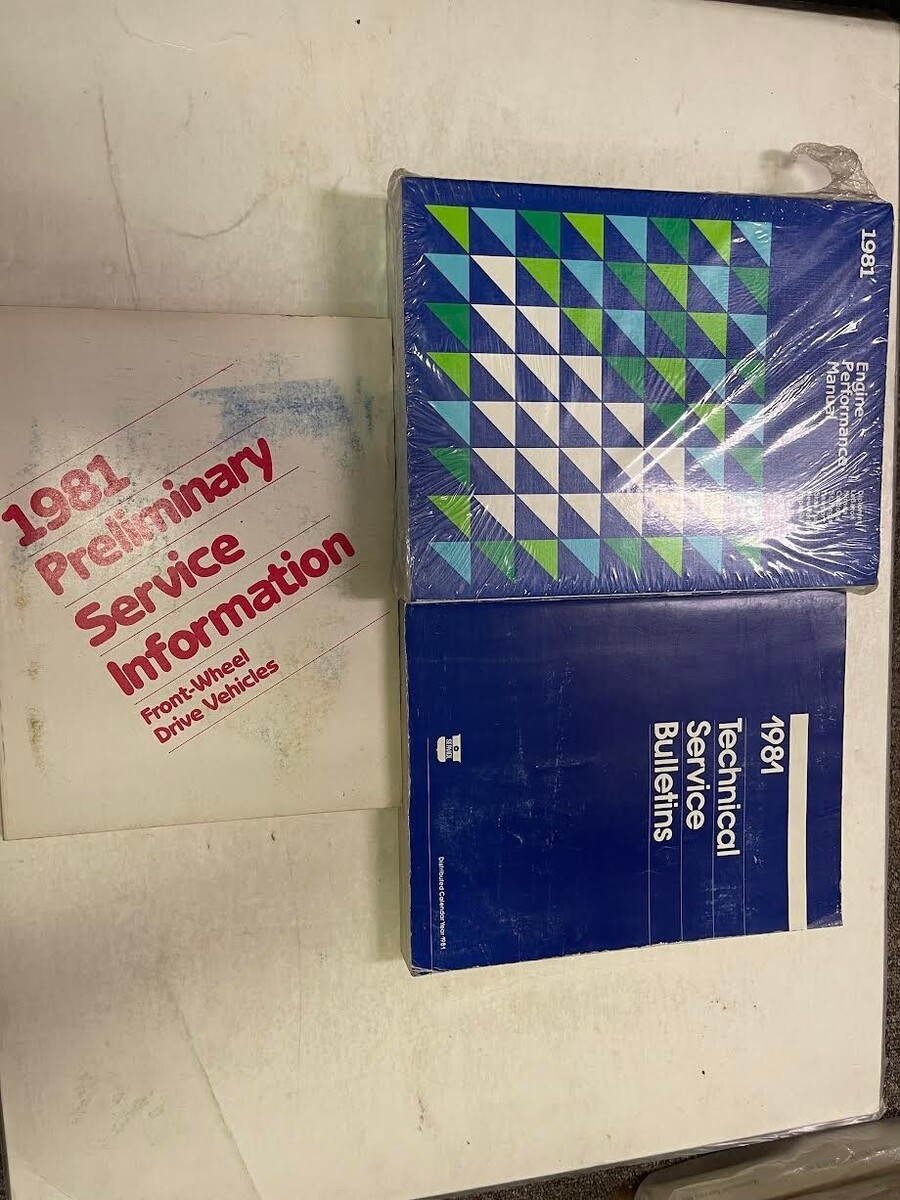 1981
Preliminary
Service
Information
Front-Wheel
Drive Vehicles
1981
Engine
Performance
Manual
1981
Technical
Service
Bulletins
Distributed Calendar Year 1981